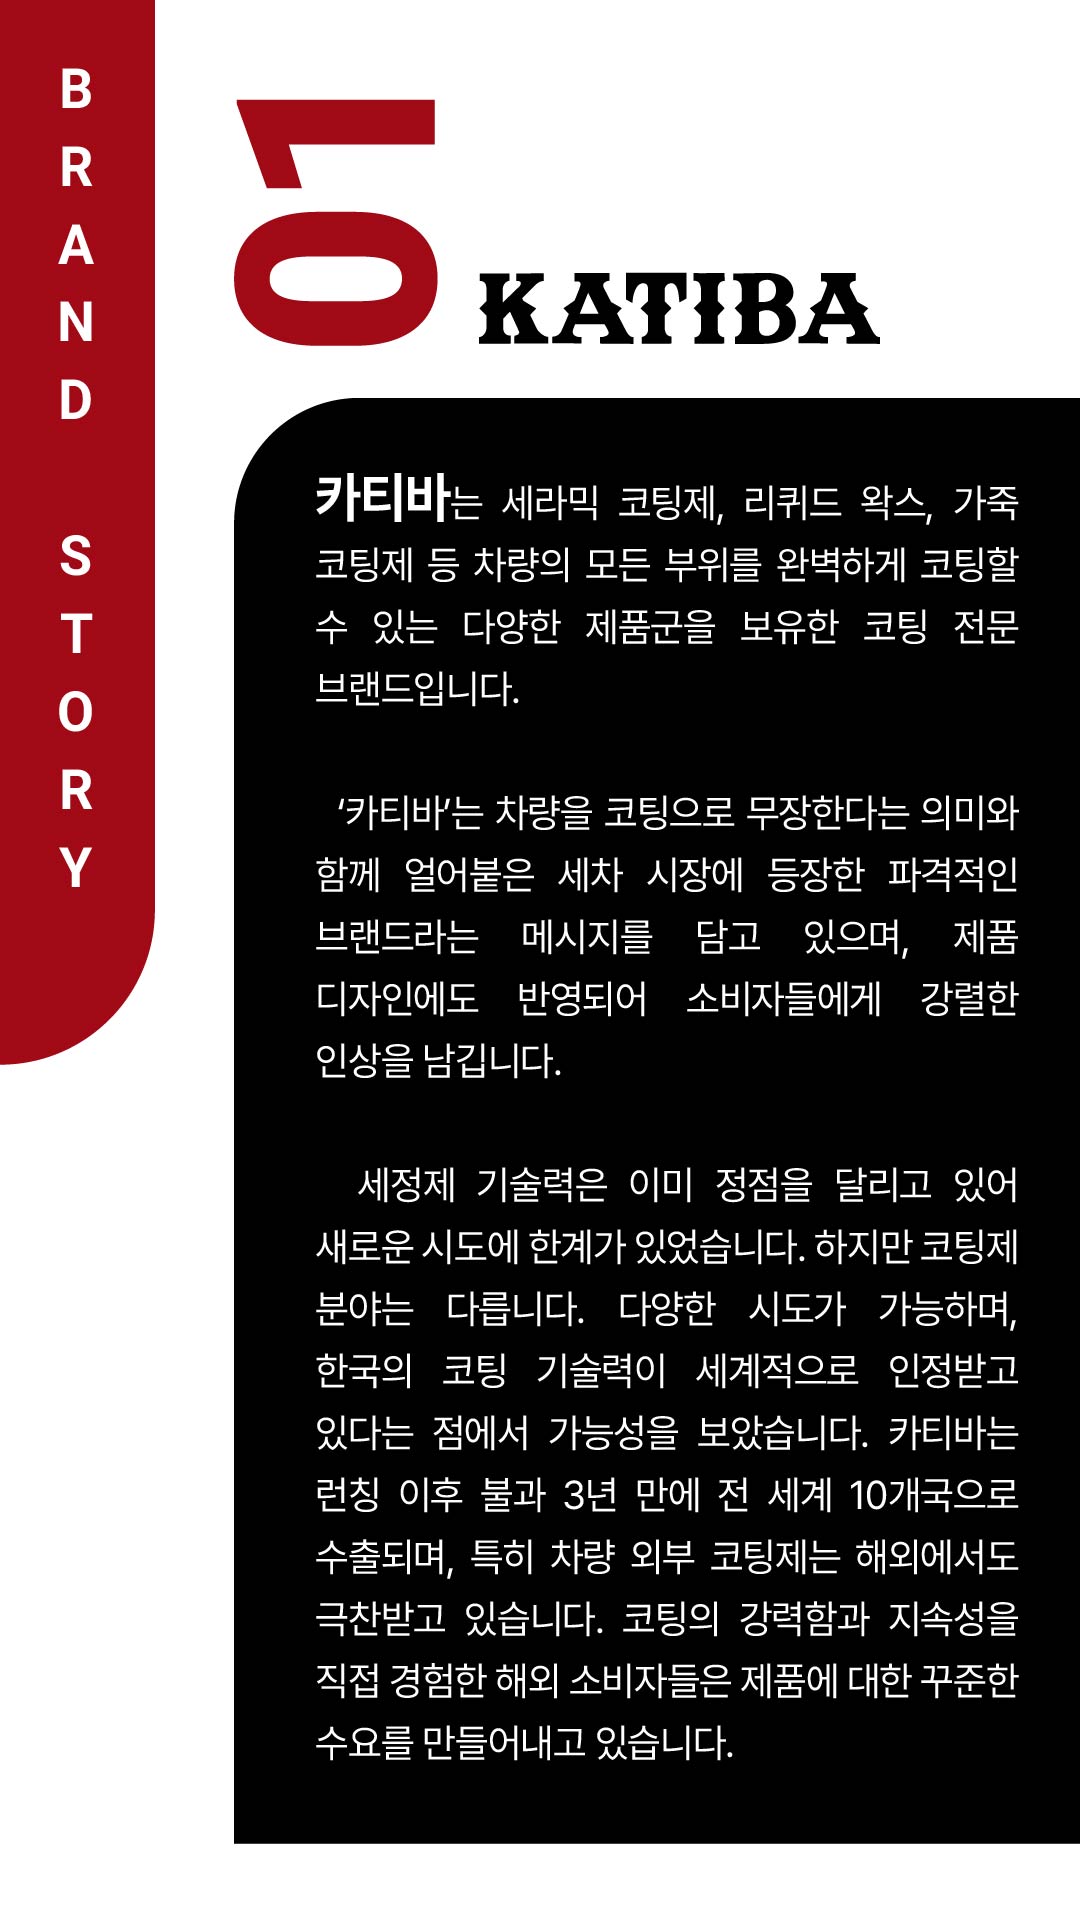 BRAND STORY
01
KATIBA
카티바는 세라믹 코팅제, 리퀴드 왁스, 가죽
코팅제 등 차량의 모든 부위를 완벽하게 코팅할
수 있는 다양한 제품군을 보유한 코팅 전문
브랜드입니다.
‘카티바’는 차량을 코팅으로 무장한다는 의미와
함께 얼어붙은 세차 시장에 등장한 파격적인
브랜드라는 메시지를 담고 있으며, 제품
디자인에도 반영되어 소비자들에게 강렬한
인상을 남깁니다.
세정제 기술력은 이미 정점을 달리고 있어
새로운 시도에 한계가 있었습니다. 하지만 코팅제
분야는 다릅니다. 다양한 시도가 가능하며,
한국의 코팅 기술력이 세계적으로 인정받고
있다는 점에서 가능성을 보았습니다. 카티바는
런칭 이후 불과 3년 만에 전 세계 10개국으로
수출되며, 특히 차량 외부 코팅제는 해외에서도
극찬받고 있습니다. 코팅의 강력함과 지속성을
직접 경험한 해외 소비자들은 제품에 대한 꾸준한
수요를 만들어내고 있습니다.